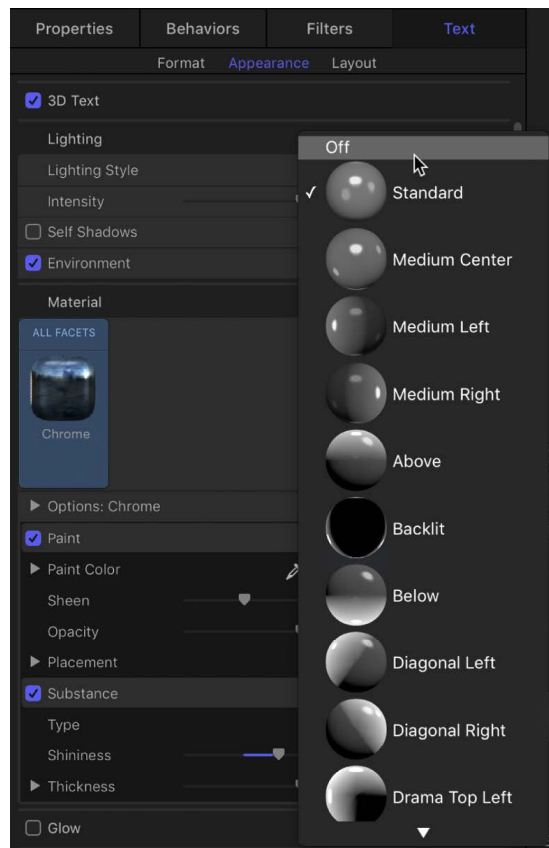 Properties Behaviors Filters Text
Format Appearance Layout
3D Text
Lighting
Lighting Style
Intensity
Self Shadows
Environment
Material
ALL FACETS
Chrome
Options: Chrome
Paint
Paint Color
Sheen
Opacity
Placement
Substance
Type
Shininess
Thickness
Glow
Off
Standard
Medium Center
Medium Left
Medium Right
Above
Backlit
Below
Diagonal Left
Diagonal Right
Drama Top Left